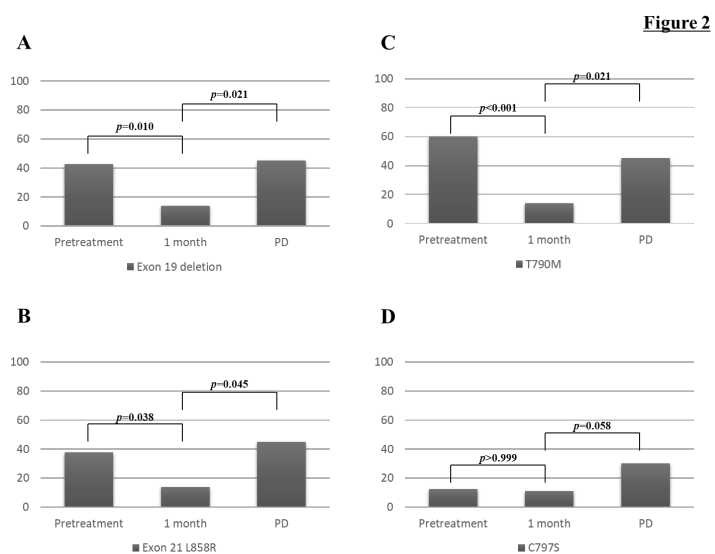 Figure 2
A
100
80
60
40
20
0
p=0.010
p=0.021
Pretreatment 1 month PD
Exon 19 deletion
C
100
80
60
40
20
0
p<0.001
p=0.021
Pretreatment 1 month PD
T790M
B
100
80
60
40
20
0
p=0.038
p=0.045
Pretreatment 1 month PD
Exon 21 L858R
D
100
80
60
40
20
0
p>0.999
p=0.058
Pretreatment 1 month PD
C797S